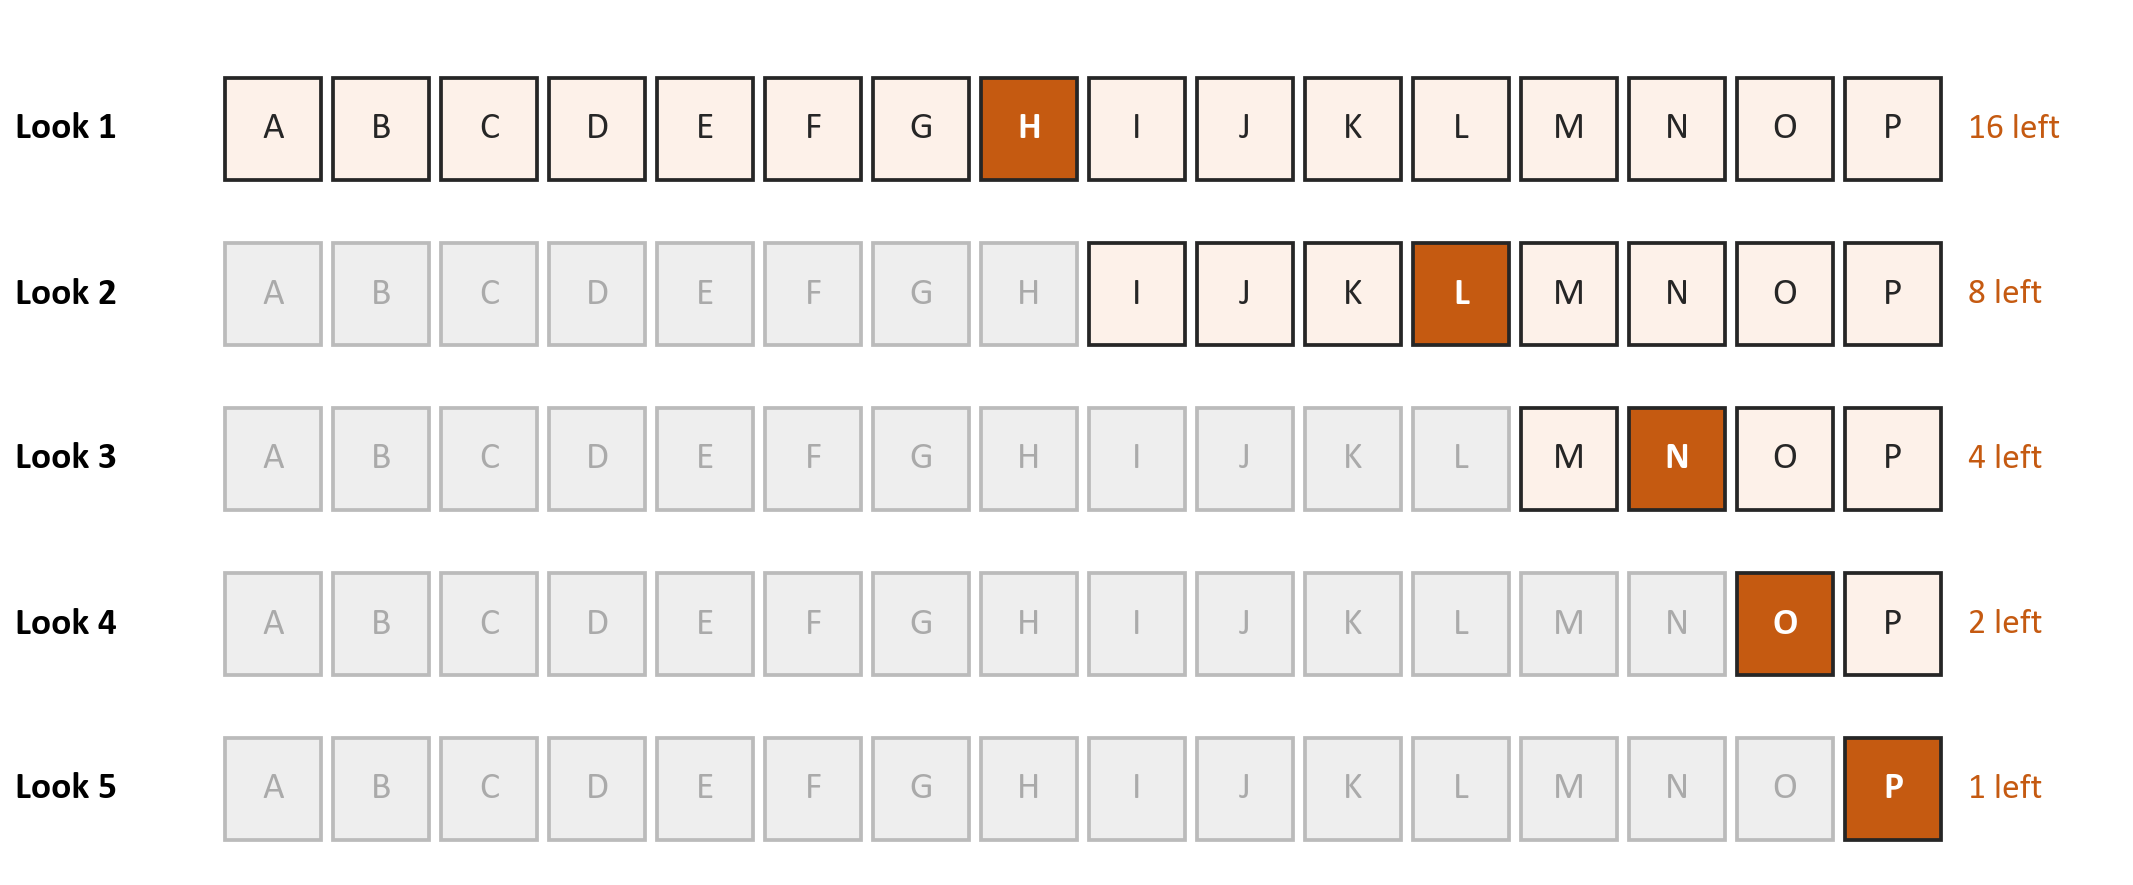 Look 1 A B C D E F G H I J K L M N O P 16 left
Look 2 A B C D E F G H I J K L M N O P 8 left
Look 3 A B C D E F G H I J K L M N O P 4 left
Look 4 A B C D E F G H I J K L M N O P 2 left
Look 5 A B C D E F G H I J K L M N O P 1 left